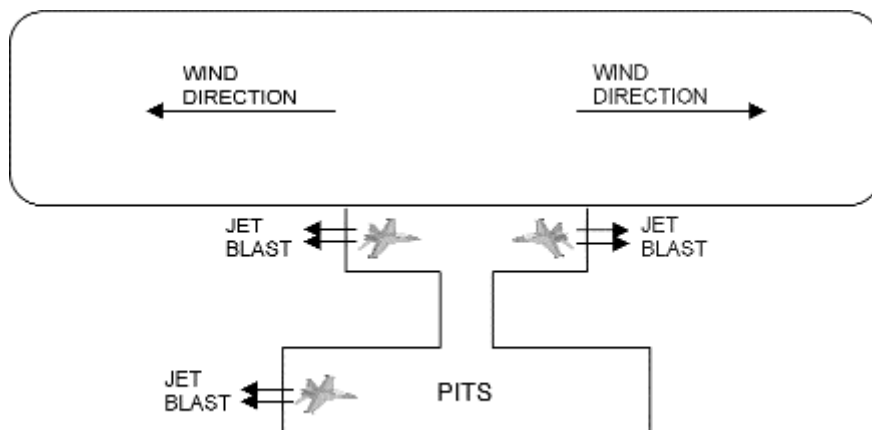 WIND
DIRECTION
WIND
DIRECTION
JET
BLAST
JET
BLAST
JET
BLAST
PITS